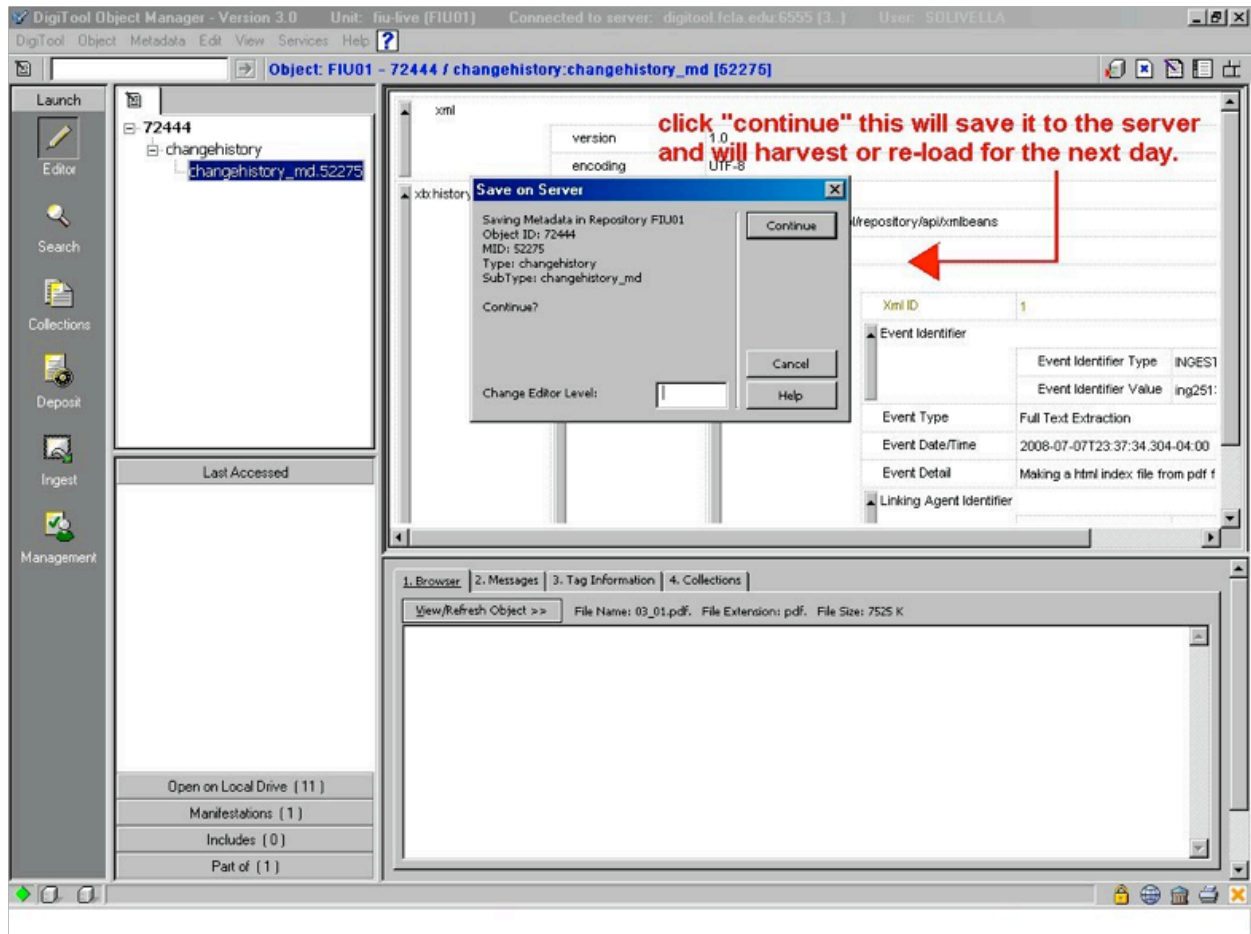 DigiTool Object Manager - Version 3.0 Unit: fiu-live (FIU01) Connected to server: digitool.fcla.edu:6555 (3..) User: SOLIVELLA
DigiTool Object Metadata Edit View Services Help ?
Object: FIU01 - 72444 / changehistory:changehistory_md [52275]
Launch
Editor
Search
Collections
Deposit
Ingest
Management
72444
changehistory
changehistory_md.52275
Last Accessed
Open on Local Drive ( 11 )
Manifestations ( 1 )
Includes ( 0 )
Part of ( 1 )
xml
version 1.0
encoding UTF-8
click "continue" this will save it to the server
and will harvest or re-load for the next day.
xb:history
l/repository/api/xmlbeans
Save on Server
Saving Metadata in Repository FIU01
Object ID: 72444
MID: 52275
Type: changehistory
SubType: changehistory_md
Continue?
Change Editor Level:
Continue
Cancel
Help
Xml ID 1
Event Identifier
Event Identifier Type INGEST
Event Identifier Value ing251:
Event Type Full Text Extraction
Event Date/Time 2008-07-07T23:37:34.304-04:00
Event Detail Making a html index file from pdf f
Linking Agent Identifier
1. Browser 2. Messages 3. Tag Information 4. Collections
View/Refresh Object >> File Name: 03_01.pdf. File Extension: pdf. File Size: 7525 K